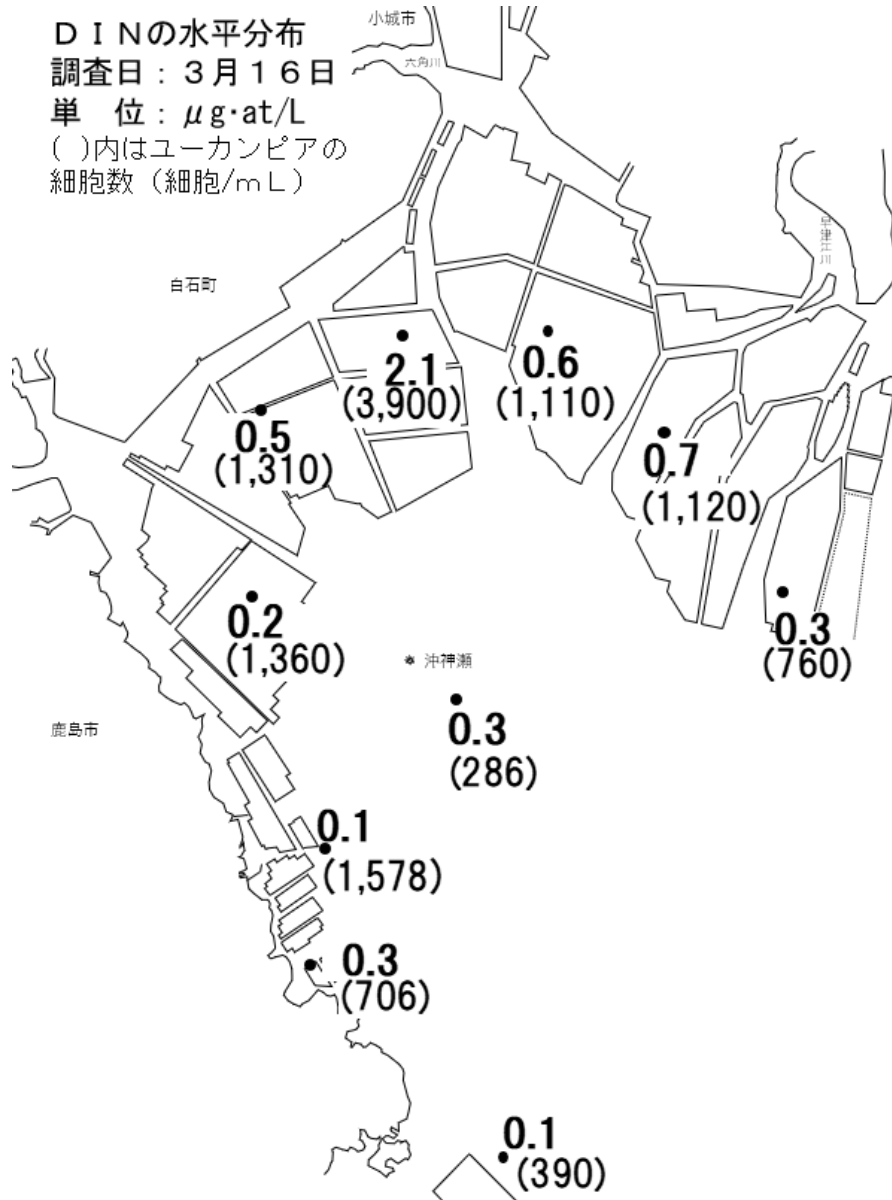 ＤＩＮの水平分布
調査日：３月１６日
単　位：μg·at/L
( )内はユーカンピアの
細胞数（細胞/ｍＬ）
小城市
六角川
早津江川
白石町
2.1
(3,900)
0.6
(1,110)
0.5
(1,310)
0.7
(1,120)
0.2
(1,360)
0.3
(760)
沖神瀬
鹿島市
0.3
(286)
0.1
(1,578)
0.3
(706)
0.1
(390)